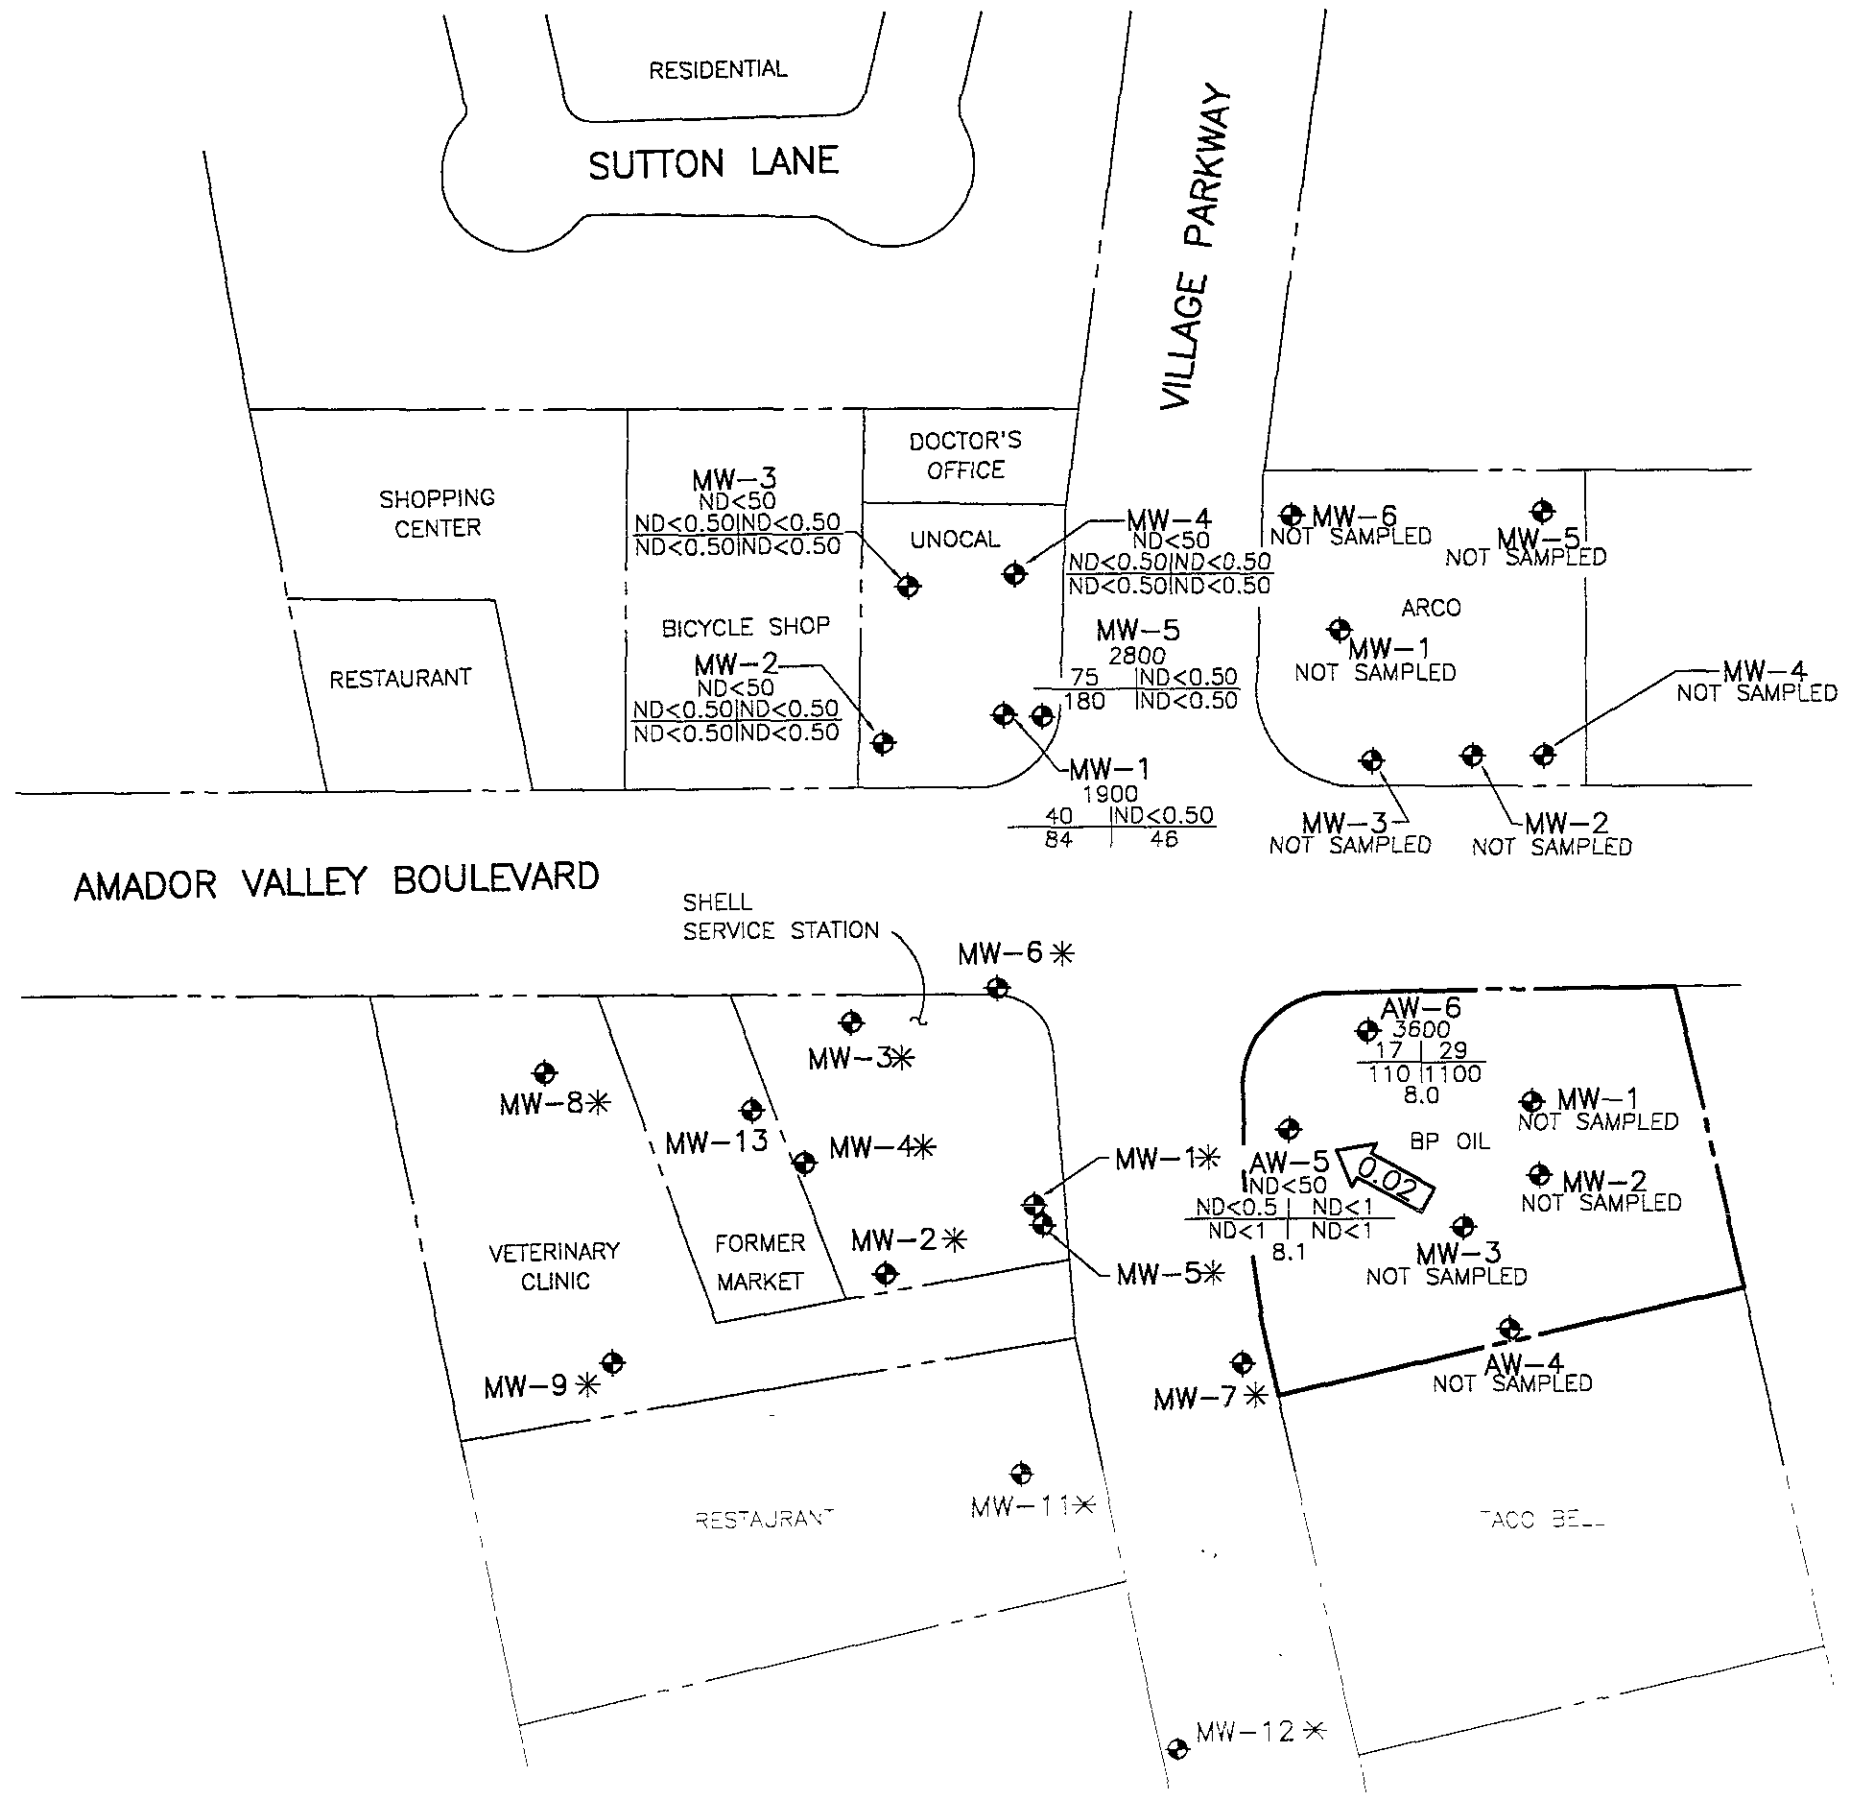 RESIDENTIAL
SUTTON LANE
VILLAGE PARKWAY
DOCTOR'S
OFFICE
SHOPPING
CENTER
MW-3
ND<50
ND<0.50|ND<0.50
ND<0.50|ND<0.50
UNOCAL
MW-4
ND<50
ND<0.50|ND<0.50
ND<0.50|ND<0.50
MW-6
NOT SAMPLED
MW-5
NOT SAMPLED
ARCO
BICYCLE SHOP
RESTAURANT
MW-2
ND<50
ND<0.50|ND<0.50
ND<0.50|ND<0.50
MW-5
2800
75 |ND<0.50
180 |ND<0.50
MW-1
NOT SAMPLED
MW-4
NOT SAMPLED
MW-1
1900
40 |ND<0.50
84 | 46
MW-3
NOT SAMPLED
MW-2
NOT SAMPLED
AMADOR VALLEY BOULEVARD
SHELL
SERVICE STATION
MW-6*
MW-3*
MW-8*
MW-13
MW-4*
MW-1*
MW-2*
MW-5*
VETERINARY
CLINIC
FORMER
MARKET
AW-6
3600
17 | 29
110 | 1100
8.0
MW-1
NOT SAMPLED
BP OIL
0.02
AW-5
ND<50
ND<0.5 | ND<1
ND<1 | ND<1
8.1
MW-2
NOT SAMPLED
MW-3
NOT SAMPLED
AW-4
NOT SAMPLED
MW-9*
MW-7*
MW-11*
RESTAURANT
TACO BELL
MW-12*